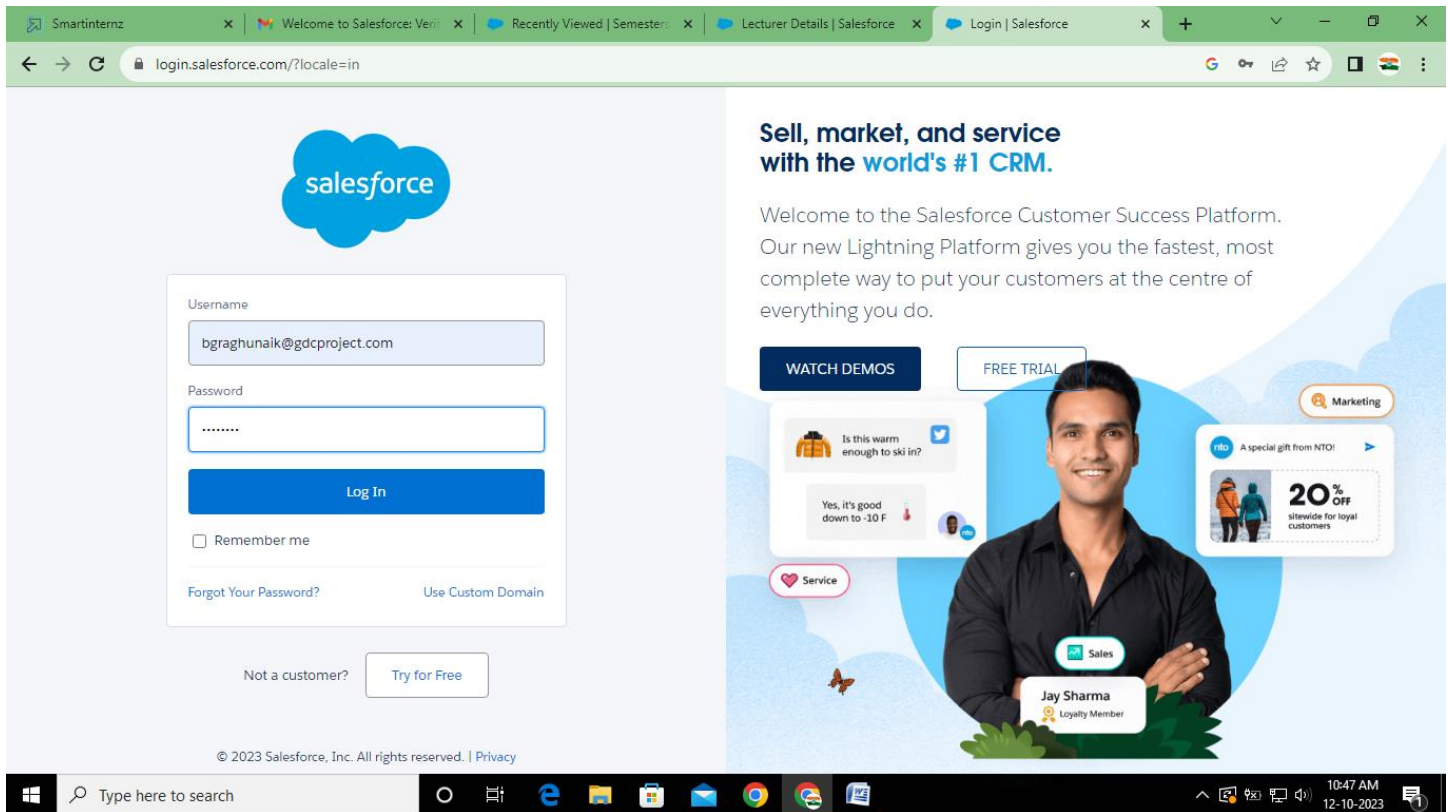 Smartinternz
Welcome to Salesforce: Veri
Recently Viewed | Semesters
Lecturer Details | Salesforce
Login | Salesforce
login.salesforce.com/?locale=in
salesforce
Username
bgraghunaik@gdcproject.com
Password
........
Log In
Remember me
Forgot Your Password?
Use Custom Domain
Not a customer?
Try for Free
© 2023 Salesforce, Inc. All rights reserved. | Privacy
Sell, market, and service
with the world's #1 CRM.
Welcome to the Salesforce Customer Success Platform.
Our new Lightning Platform gives you the fastest, most
complete way to put your customers at the centre of
everything you do.
WATCH DEMOS
FREE TRIAL
Is this warm
enough to ski in?
Yes, it's good
down to -10 F
nto
Service
Marketing
nto
A special gift from NTO!
20% OFF
sitewide for loyal
customers
Sales
Jay Sharma
Loyalty Member
Type here to search
10:47 AM
12-10-2023
1